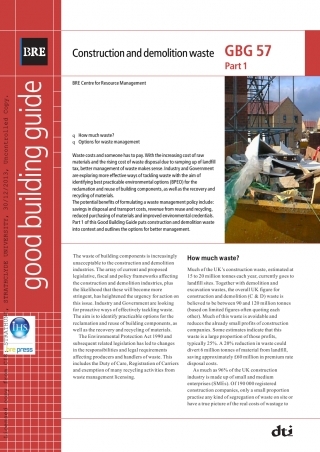 BRE
Construction and demolition waste
GBG 57
Part 1
good building guide
BRE Centre for Resource Management
q How much waste?
q Options for waste management
Waste costs and someone has to pay. With the increasing cost of raw
materials and the rising cost of waste disposal due to ramping up of landfill
tax, better management of waste makes sense. Industry and Government
are exploring more effective ways of tackling waste with the aim of
identifying best practicable environmental options (BPEO) for the
reclamation and reuse of building components, as well as the recovery and
recycling of materials.
The potential benefits of formulating a waste management policy include:
savings in disposal and transport costs, revenue from reuse and recycling,
reduced purchasing of materials and improved environmental credentials.
Part 1 of this Good Building Guide puts construction and demolition waste
into context and outlines the options for better management.
The waste of building components is increasingly
unacceptable to the construction and demolition
industries. The array of current and proposed
legislative, fiscal and policy frameworks affecting
the construction and demolition industries, plus
the likelihood that these will become more
stringent, has heightened the urgency for action on
this issue. Industry and Government are looking
for proactive ways of effectively tackling waste.
The aim is to identify practicable options for the
reclamation and reuse of building components, as
well as the recovery and recycling of materials.
The Environmental Protection Act 1990 and
subsequent related legislation has led to changes
in the responsibilities and legal requirements
affecting producers and handlers of waste. This
includes the Duty of Care, Registration of Carriers
and exemption of many recycling activities from
waste management licensing.
How much waste?
Much of the UK's construction waste, estimated at
15 to 20 million tonnes each year, currently goes to
landfill sites. Together with demolition and
excavation wastes, the overall UK figure for
construction and demolition (C & D) waste is
believed to be between 90 and 120 million tonnes
(based on limited figures often quoting each
other). Much of this waste is avoidable and
reduces the already small profits of construction
companies. Some estimates indicate that this
waste is a large proportion of those profits,
typically 25%. A 20% reduction in waste could
divert 6 million tonnes of material from landfill,
saving approximately £60 million in premium rate
disposal costs.
As much as 96% of the UK construction
industry is made up of small and medium
enterprises (SMEs). Of 190 000 registered
construction companies, only a small proportion
practise any kind of segregation of waste on site or
have a true picture of the real costs of wastage to
IHS
bre press
dti